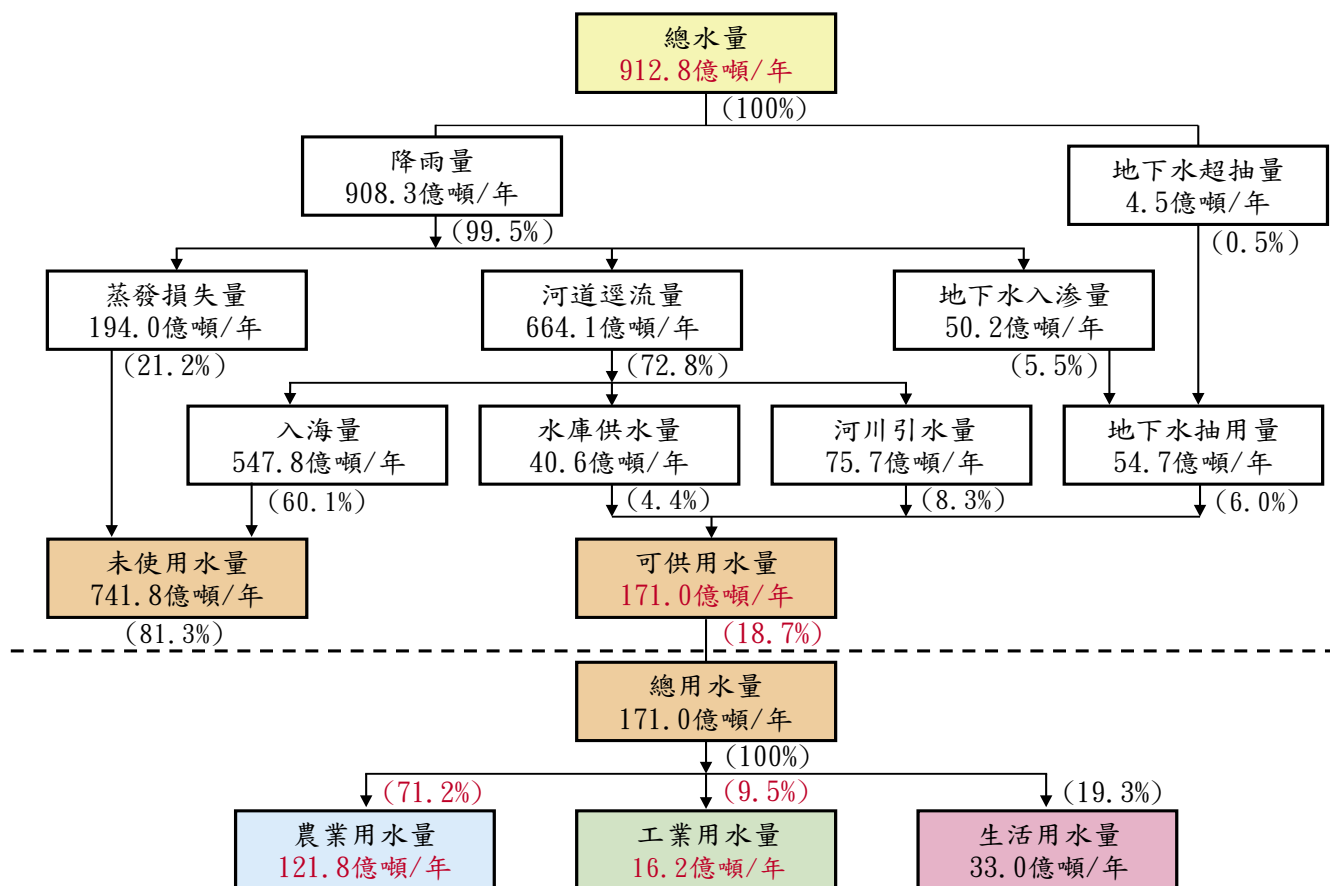 總水量
912.8億噸/年
(100%)
降雨量
908.3億噸/年
(99.5%)
地下水超抽量
4.5億噸/年
(0.5%)
蒸發損失量
194.0億噸/年
(21.2%)
河道逕流量
664.1億噸/年
(72.8%)
地下水入滲量
50.2億噸/年
(5.5%)
入海量
547.8億噸/年
(60.1%)
水庫供水量
40.6億噸/年
(4.4%)
河川引水量
75.7億噸/年
(8.3%)
地下水抽用量
54.7億噸/年
(6.0%)
未使用水量
741.8億噸/年
(81.3%)
可供用水量
171.0億噸/年
(18.7%)
總用水量
171.0億噸/年
(100%)
(71.2%)
農業用水量
121.8億噸/年
(9.5%)
工業用水量
16.2億噸/年
(19.3%)
生活用水量
33.0億噸/年